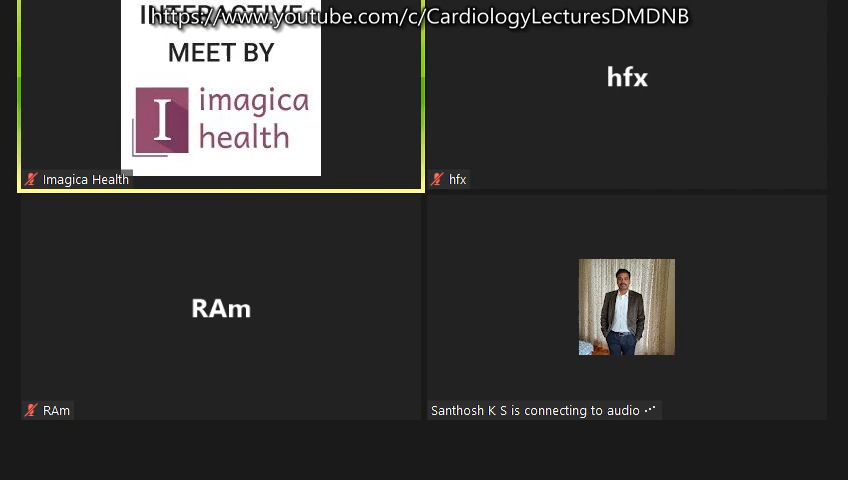 INTERACTIVE
https://www.youtube.com/c/CardiologyLecturesDMDNB
MEET BY
I
imagica
health
Imagica Health
hfx
hfx
RAm
RAm
Santhosh K S is connecting to audio